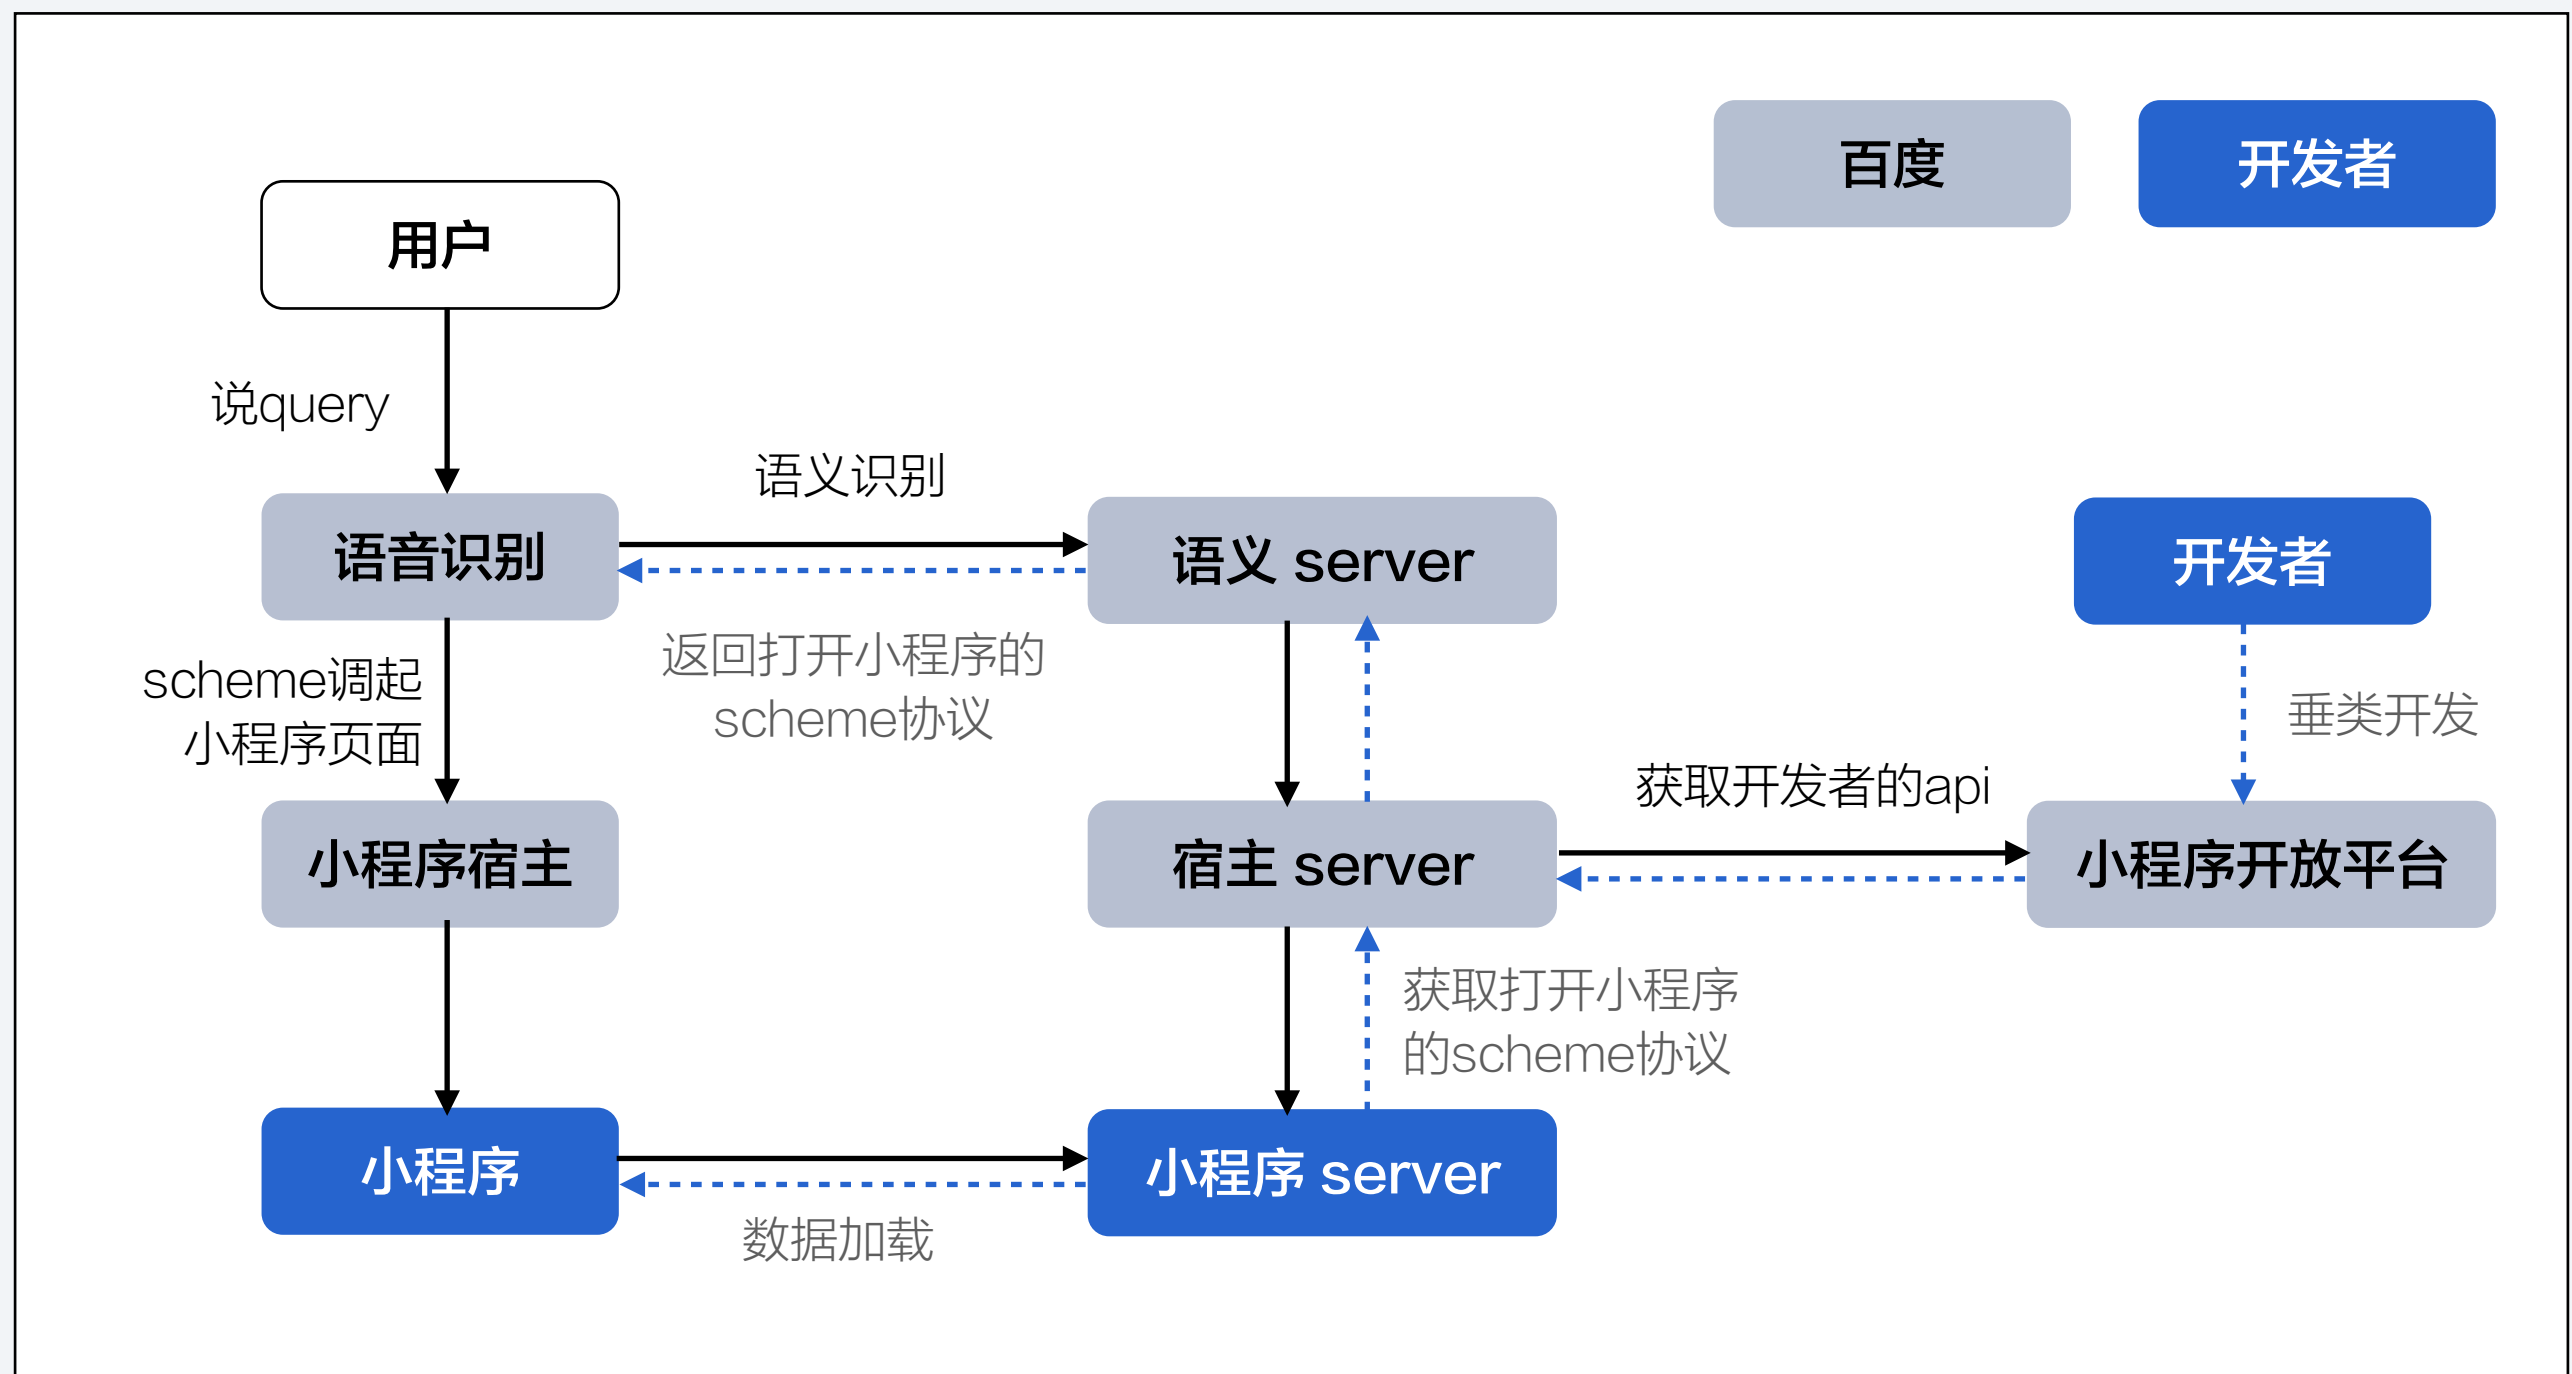 百度
开发者
用户
说query
语义识别
语音识别
语义 server
开发者
返回打开小程序的
scheme协议
scheme调起
小程序页面
垂类开发
获取开发者的api
小程序宿主
宿主 server
小程序开放平台
获取打开小程序
的scheme协议
小程序
小程序 server
数据加载